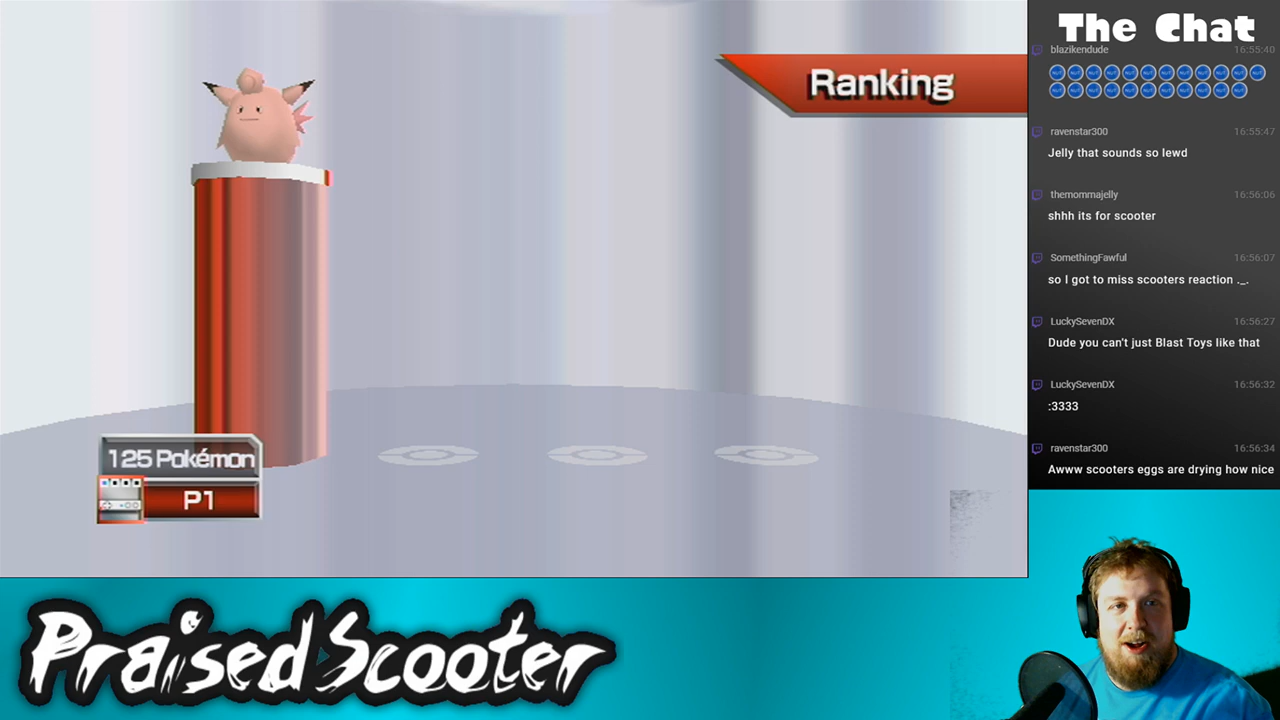 Ranking
125 Pokémon
P1
The Chat
blazikendude 16:55:40
ravenstar300 16:55:47
Jelly that sounds so lewd
themommajelly 16:56:06
shhh its for scooter
SomethingFawful 16:56:07
so I got to miss scooters reaction ._.
LuckySevenDX 16:56:27
Dude you can't just Blast Toys like that
LuckySevenDX 16:56:32
:3333
ravenstar300 16:56:34
Awww scooters eggs are drying how nice
PraisedScooter